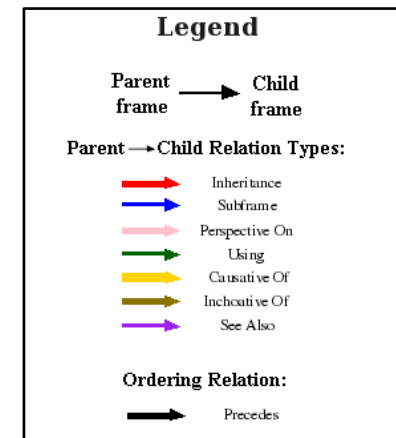 Legend
Parent Child
frame frame
Parent Child Relation Types:
Inheritance
Subframe
Perspective On
Using
Causative Of
Inchoative Of
See Also
Ordering Relation:
Precedes